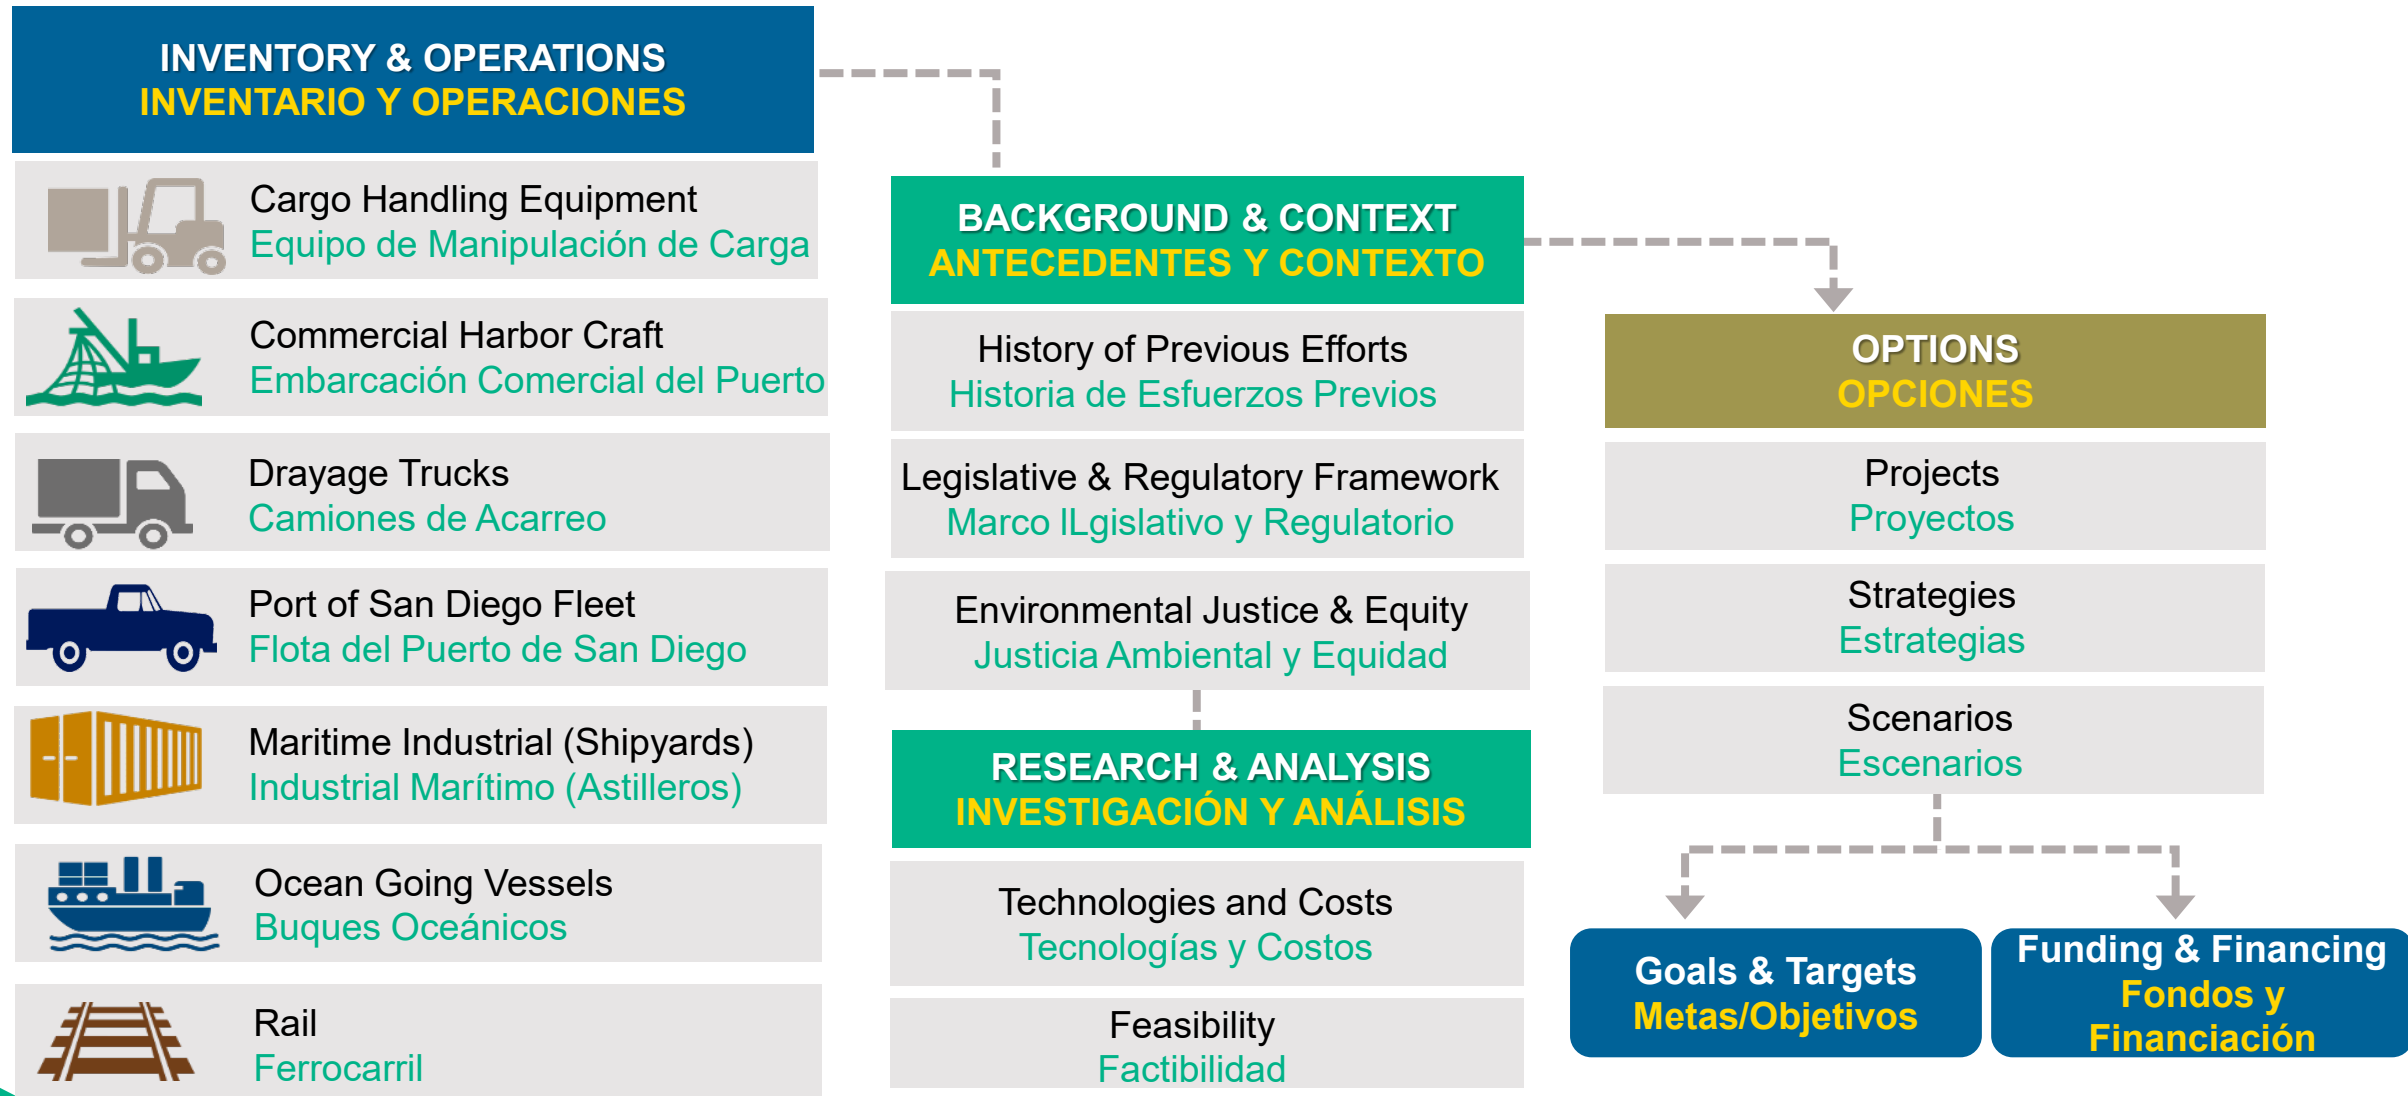 INVENTORY & OPERATIONS
INVENTARIO Y OPERACIONES
Cargo Handling Equipment
Equipo de Manipulación de Carga
Commercial Harbor Craft
Embarcación Comercial del Puerto
Drayage Trucks
Camiones de Acarreo
Port of San Diego Fleet
Flota del Puerto de San Diego
Maritime Industrial (Shipyards)
Industrial Marítimo (Astilleros)
Ocean Going Vessels
Buques Oceánicos
Rail
Ferrocarril
BACKGROUND & CONTEXT
ANTECEDENTES Y CONTEXTO
History of Previous Efforts
Historia de Esfuerzos Previos
Legislative & Regulatory Framework
Marco lLgislativo y Regulatorio
Environmental Justice & Equity
Justicia Ambiental y Equidad
RESEARCH & ANALYSIS
INVESTIGACIÓN Y ANÁLISIS
Technologies and Costs
Tecnologías y Costos
Feasibility
Factibilidad
OPTIONS
OPCIONES
Projects
Proyectos
Strategies
Estrategias
Scenarios
Escenarios
Goals & Targets
Metas/Objetivos
Funding & Financing
Fondos y
Financiación